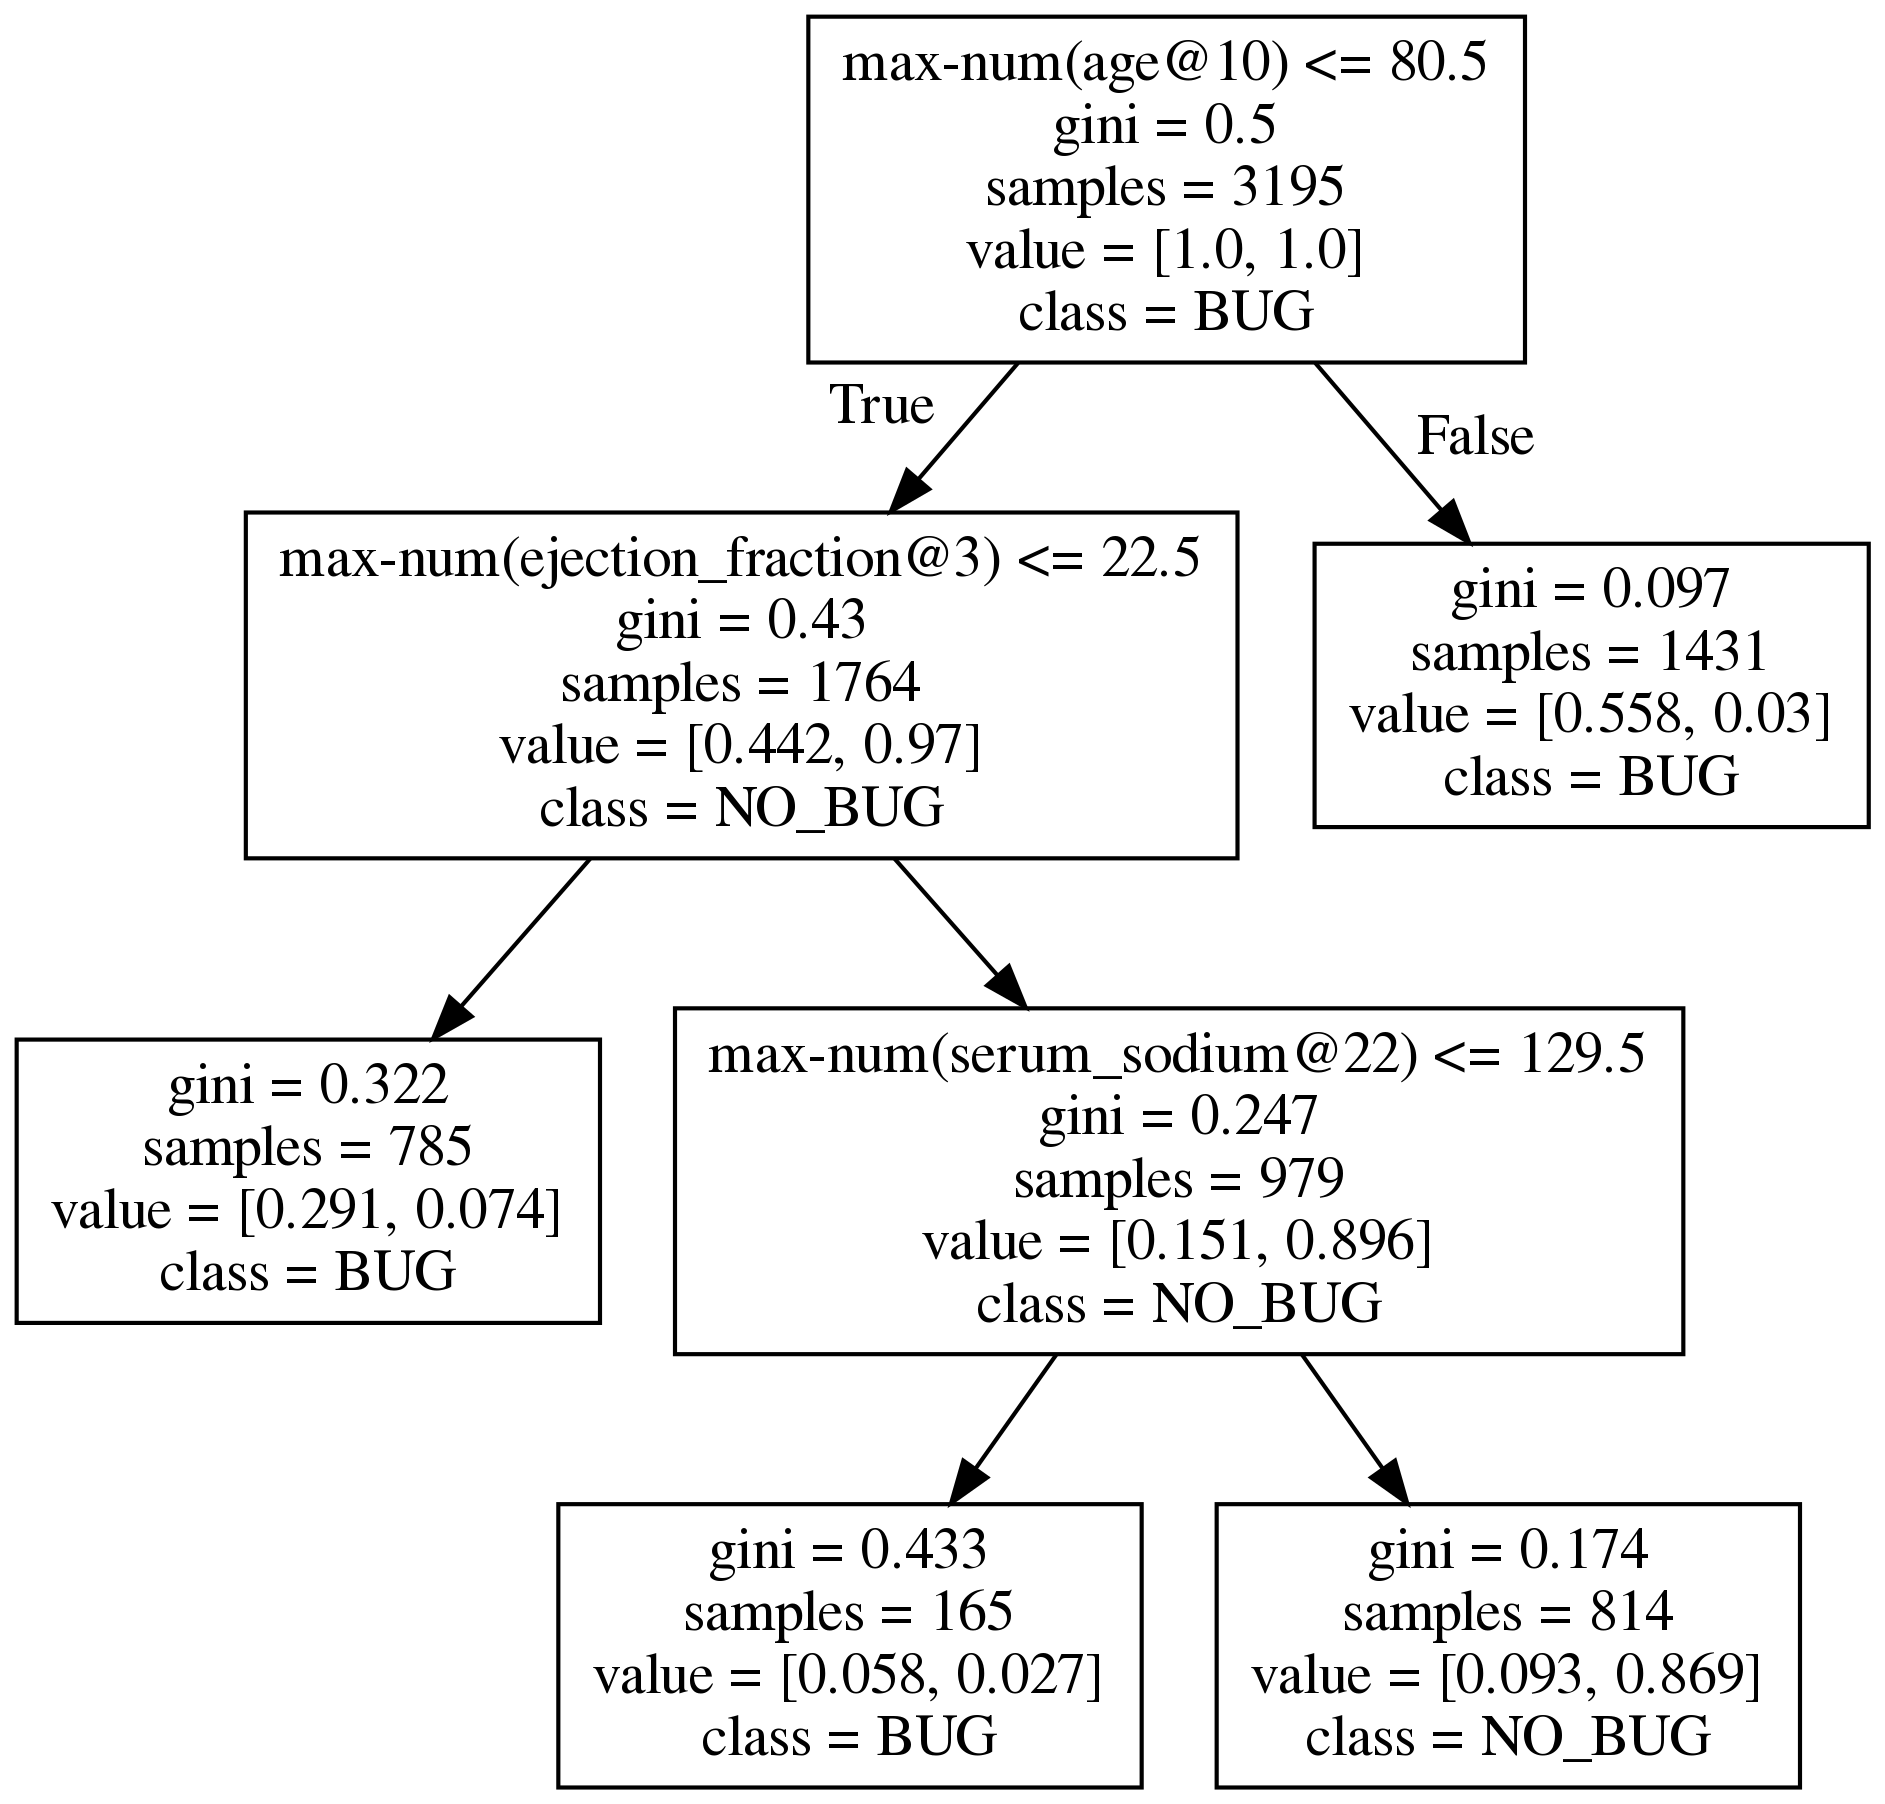 max-num(age@10) <= 80.5
gini = 0.5
samples = 3195
value = [1.0, 1.0]
class = BUG
True
False
max-num(ejection_fraction@3) <= 22.5
gini = 0.43
samples = 1764
value = [0.442, 0.97]
class = NO_BUG
gini = 0.097
samples = 1431
value = [0.558, 0.03]
class = BUG
gini = 0.322
samples = 785
value = [0.291, 0.074]
class = BUG
max-num(serum_sodium@22) <= 129.5
gini = 0.247
samples = 979
value = [0.151, 0.896]
class = NO_BUG
gini = 0.433
samples = 165
value = [0.058, 0.027]
class = BUG
gini = 0.174
samples = 814
value = [0.093, 0.869]
class = NO_BUG